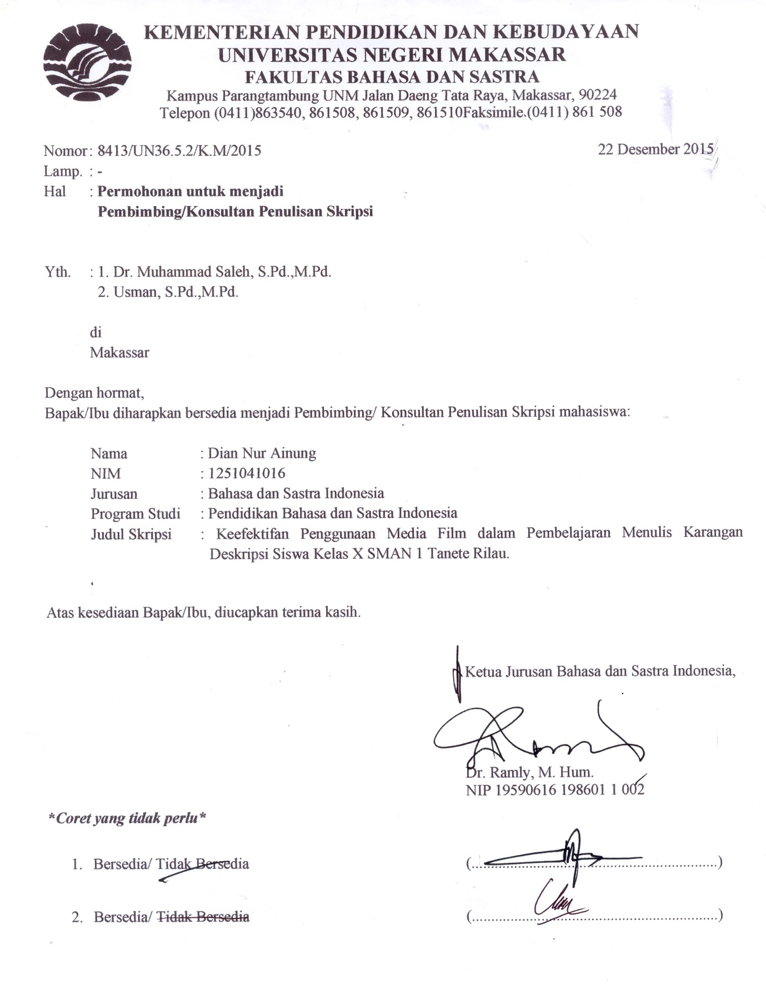 KEMENTERIAN PENDIDIKAN DAN KEBUDAYAAN
UNIVERSITAS NEGERI MAKASSAR
FAKULTAS BAHASA DAN SASTRA
Kampus Parangtambung UNM Jalan Daeng Tata Raya, Makassar, 90224
Telepon (0411)863540, 861508, 861509, 861510Faksimile.(0411) 861 508
Nomor : 8413/UN36.5.2/K.M/2015 22 Desember 2015
Lamp. : -
Hal : Permohonan untuk menjadi
Pembimbing/Konsultan Penulisan Skripsi
Yth. : 1. Dr. Muhammad Saleh, S.Pd.,M.Pd.
2. Usman, S.Pd.,M.Pd.
di
Makassar
Dengan hormat,
Bapak/Ibu diharapkan bersedia menjadi Pembimbing/ Konsultan Penulisan Skripsi mahasiswa:
Nama : Dian Nur Ainung
NIM : 1251041016
Jurusan : Bahasa dan Sastra Indonesia
Program Studi : Pendidikan Bahasa dan Sastra Indonesia
Judul Skripsi : Keefektifan Penggunaan Media Film dalam Pembelajaran Menulis Karangan
Deskripsi Siswa Kelas X SMAN 1 Tanete Rilau.
Atas kesediaan Bapak/Ibu, diucapkan terima kasih.
Ketua Jurusan Bahasa dan Sastra Indonesia,
Dr. Ramly, M. Hum.
NIP 19590616 198601 1 002
*Coret yang tidak perlu*
1. Bersedia/ Tidak Bersedia (..........................................................)
2. Bersedia/ Tidak Bersedia (..........................................................)